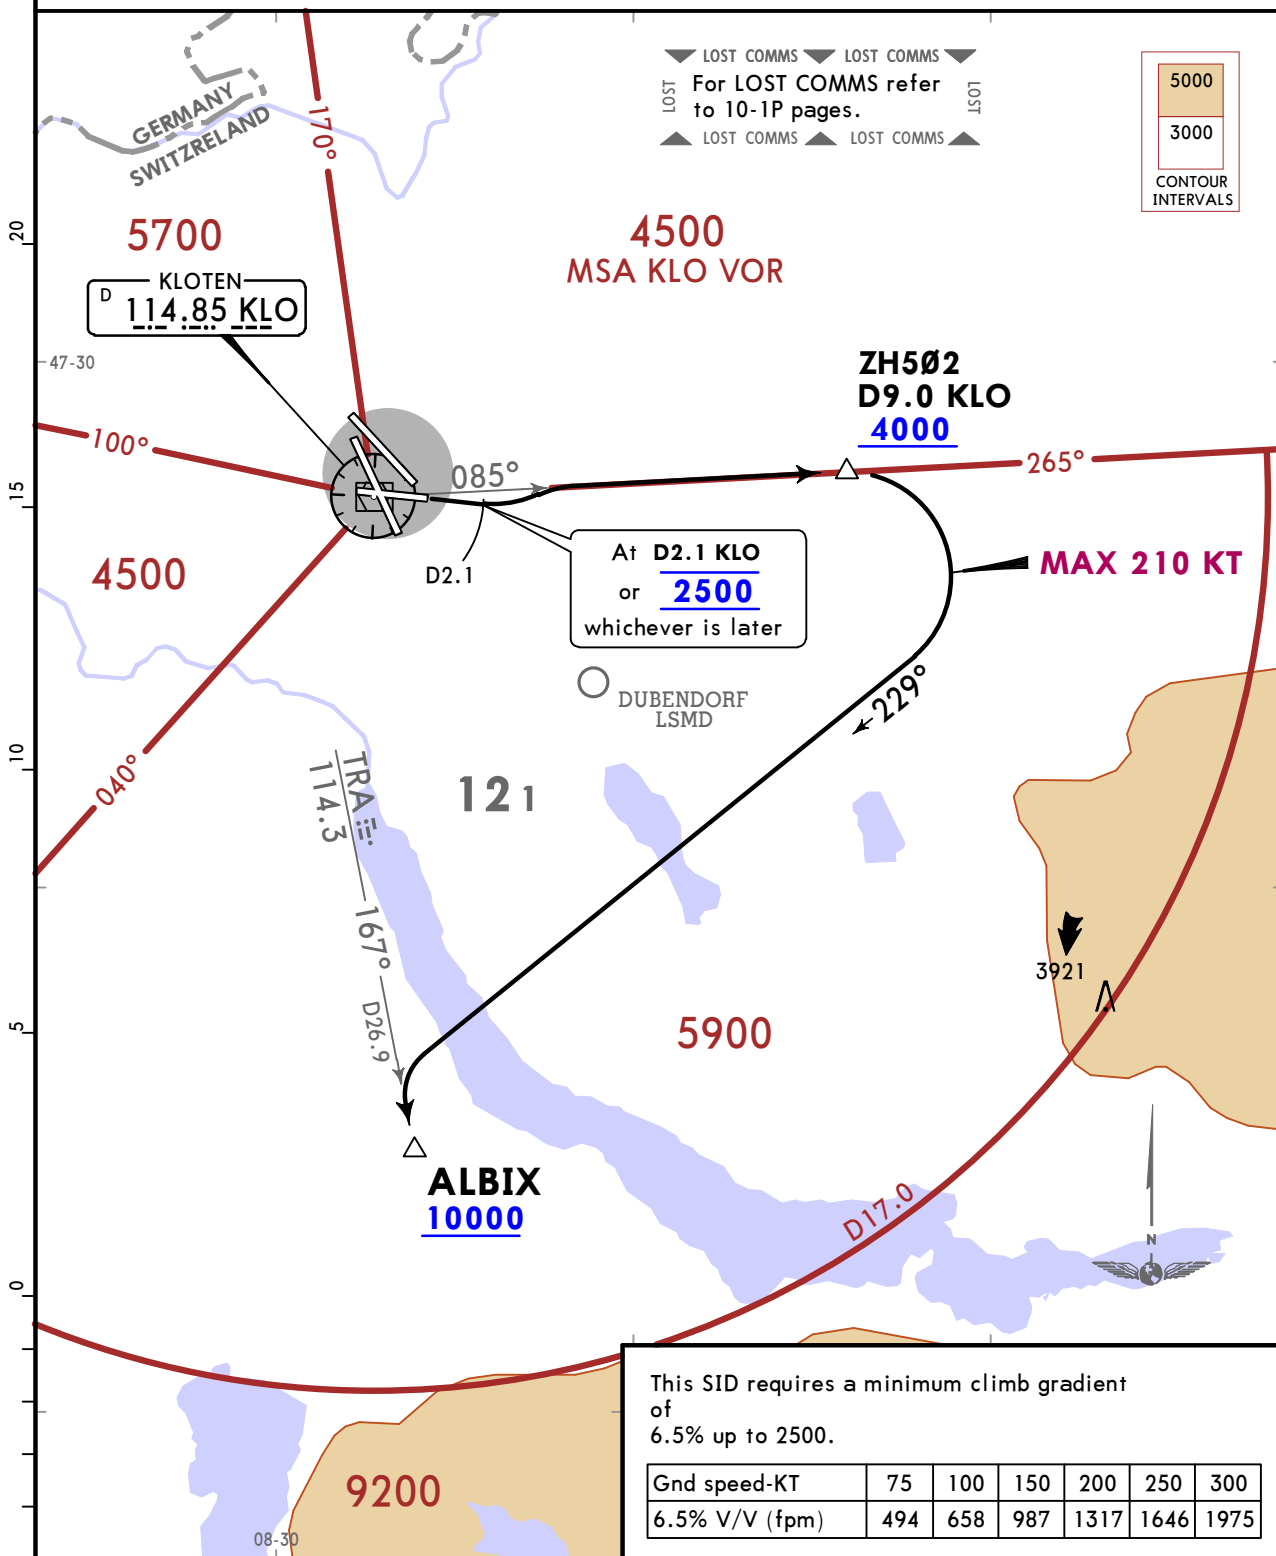 LOST COMMS LOST COMMS
LOST
For LOST COMMS refer
to 10-1P pages.
LOST
LOST COMMS LOST COMMS
5000
3000
CONTOUR
INTERVALS
GERMANY
SWITZRELAND
170°
20
5700
4500
MSA KLO VOR
KLOTEN
D 114.85 KLO
47-30
ZH5Ø2
D9.0 KLO
4000
100°
085°
265°
15
At D2.1 KLO
or 2500
whichever is later
D2.1
MAX 210 KT
4500
DUBENDORF
LSMD
229°
10
040°
TRA
114.3
12 1
167°
D26.9
3921
5
5900
ALBIX
10000
D17.0
N
0
This SID requires a minimum climb gradient
of
6.5% up to 2500.
Gnd speed-KT 75 100 150 200 250 300
6.5% V/V (fpm) 494 658 987 1317 1646 1975
9200
08-30